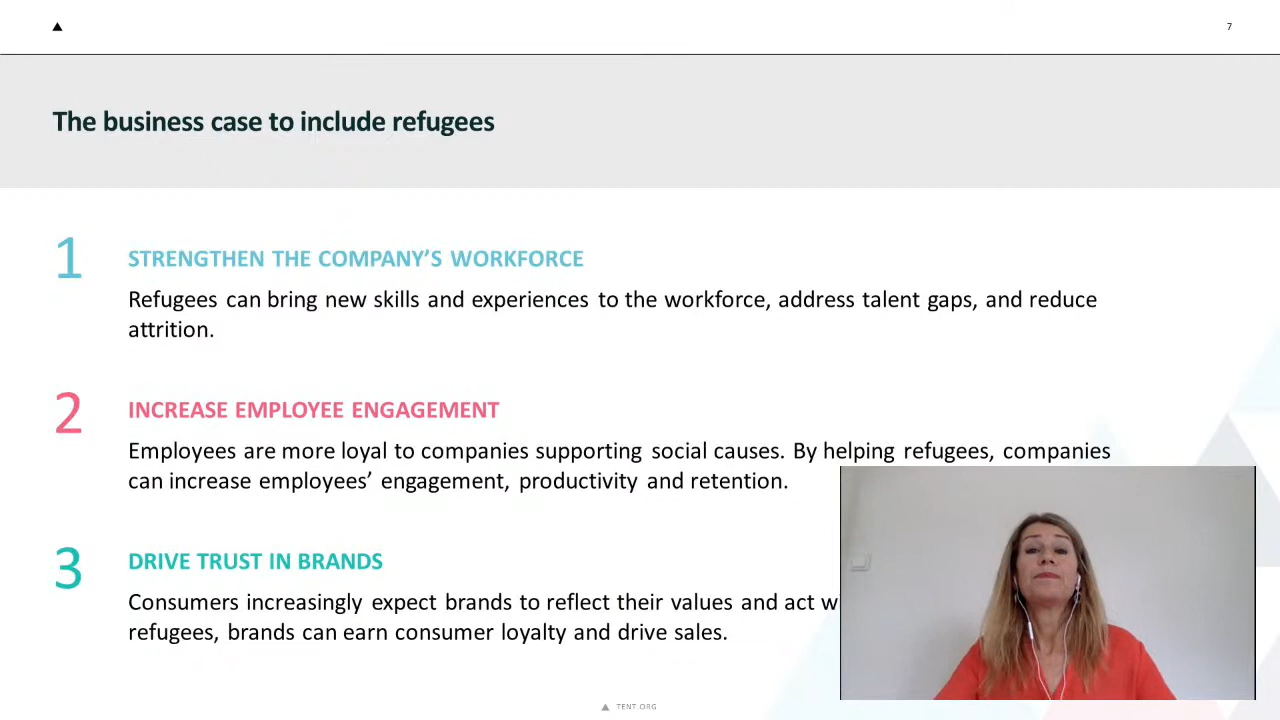 7
The business case to include refugees
1
STRENGTHEN THE COMPANY’S WORKFORCE
Refugees can bring new skills and experiences to the workforce, address talent gaps, and reduce
attrition.
2
INCREASE EMPLOYEE ENGAGEMENT
Employees are more loyal to companies supporting social causes. By helping refugees, companies
can increase employees’ engagement, productivity and retention.
3
DRIVE TRUST IN BRANDS
Consumers increasingly expect brands to reflect their values and act
refugees, brands can earn consumer loyalty and drive sales.
TENT.ORG